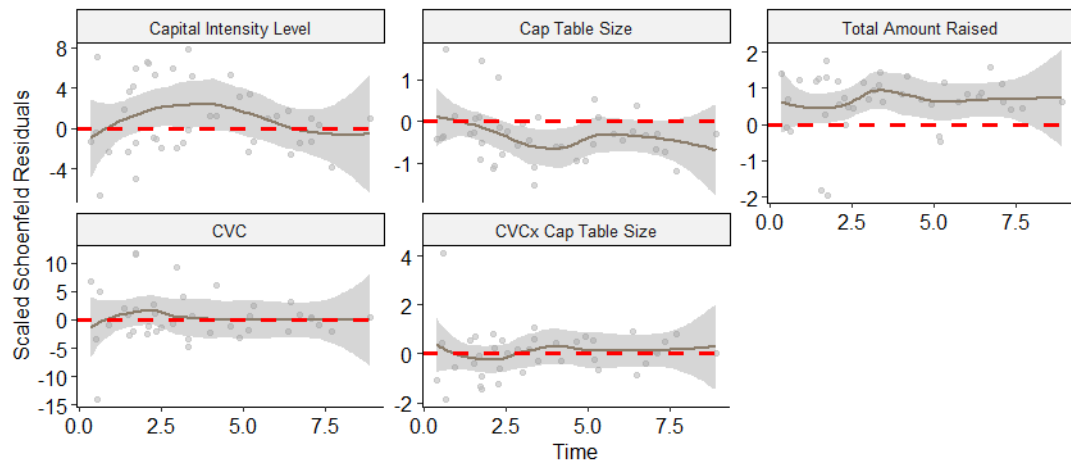 Capital Intensity Level
Cap Table Size
Total Amount Raised
8
4
0
-4
1
0
-1
2
1
0
1
-2
0.0 2.5 5.0 7.5
CVC
CVCx Cap Table Size
10
5
0
-5
-10
-15
4
2
0
-2
0.0 2.5 5.0 7.5
0.0 2.5 5.0 7.5
Time
Scaled Schoenfeld Residuals